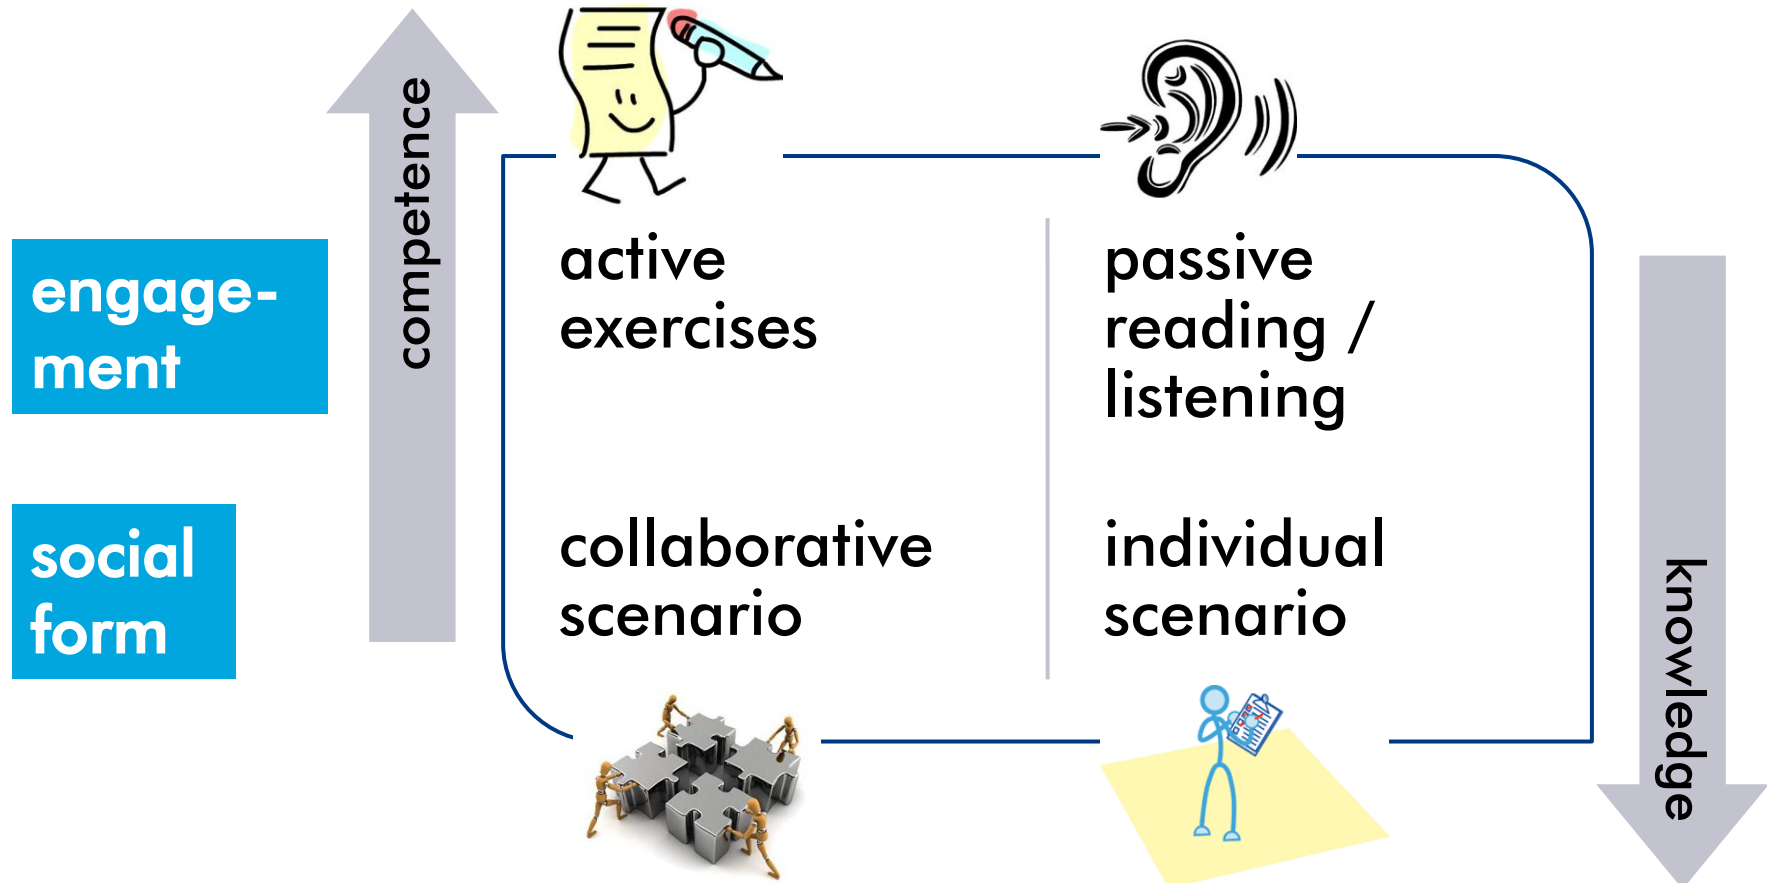 competence
engage-
ment
active
exercises
passive
reading /
listening
social
form
collaborative
scenario
individual
scenario
knowledge